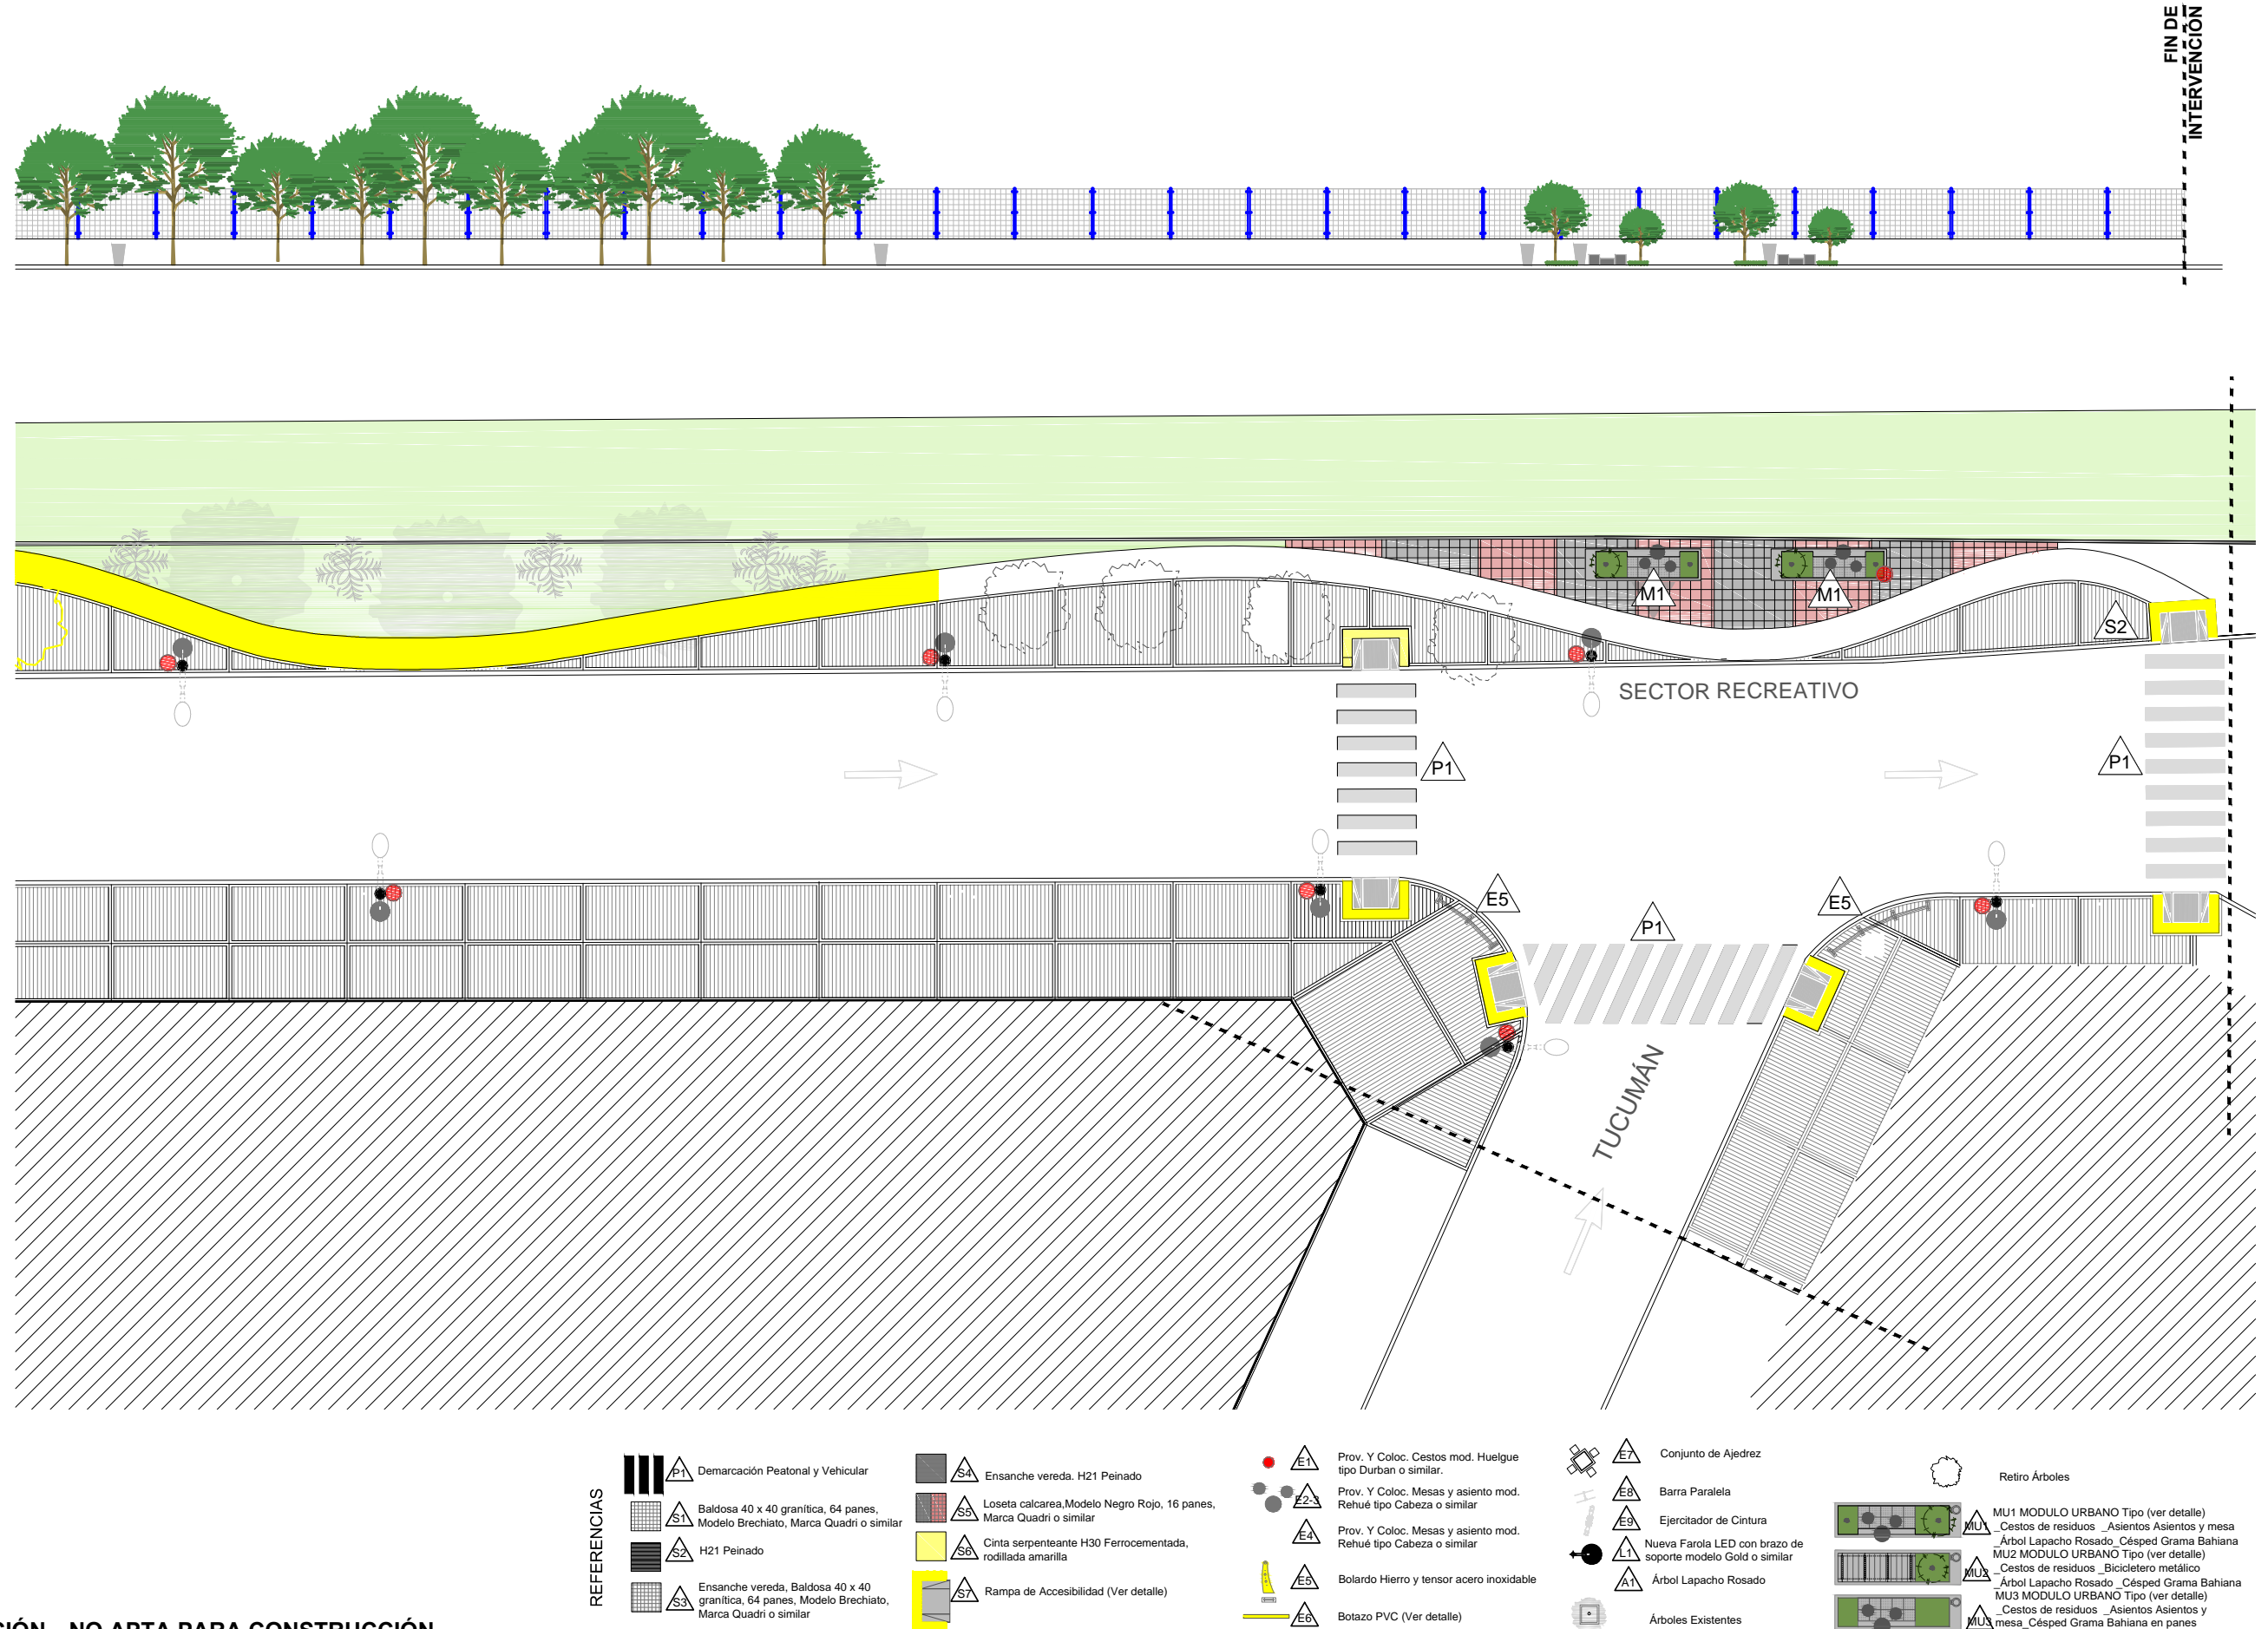 FIN DE
INTERVENCIÓN
M1
M1
S2
SECTOR RECREATIVO
P1
P1
E5
E5
P1
TUCUMÁN
REFERENCIAS
P1 Demarcación Peatonal y Vehicular
S1 Baldosa 40 x 40 granítica, 64 panes,
Modelo Brechiato, Marca Quadri o similar
S2 H21 Peinado
S3 Ensanche vereda, Baldosa 40 x 40
granítica, 64 panes, Modelo Brechiato,
Marca Quadri o similar
S4 Ensanche vereda. H21 Peinado
S5 Loseta calcarea,Modelo Negro Rojo, 16 panes,
Marca Quadri o similar
S6 Cinta serpenteante H30 Ferrocementada,
rodillada amarilla
S7 Rampa de Accesibilidad (Ver detalle)
E1 Prov. Y Coloc. Cestos mod. Huelgue
tipo Durban o similar.
E2-3 Prov. Y Coloc. Mesas y asiento mod.
Rehué tipo Cabeza o similar
E4 Prov. Y Coloc. Mesas y asiento mod.
Rehué tipo Cabeza o similar
E5 Bolardo Hierro y tensor acero inoxidable
E6 Botazo PVC (Ver detalle)
E7 Conjunto de Ajedrez
E8 Barra Paralela
E9 Ejercitador de Cintura
L1 Nueva Farola LED con brazo de
soporte modelo Gold o similar
A1 Árbol Lapacho Rosado
Árboles Existentes
Retiro Árboles
MU1 MU1 MODULO URBANO Tipo (ver detalle)
_Cestos de residuos _Asientos Asientos y mesa
_Árbol Lapacho Rosado_Césped Grama Bahiana
MU2 MU2 MODULO URBANO Tipo (ver detalle)
_Cestos de residuos _Bicicletero metálico
_Árbol Lapacho Rosado _Césped Grama Bahiana
MU3 MU3 MODULO URBANO Tipo (ver detalle)
_Cestos de residuos _Asientos Asientos y
mesa_Césped Grama Bahiana en panes
NO APTA PARA CONSTRUCCIÓN